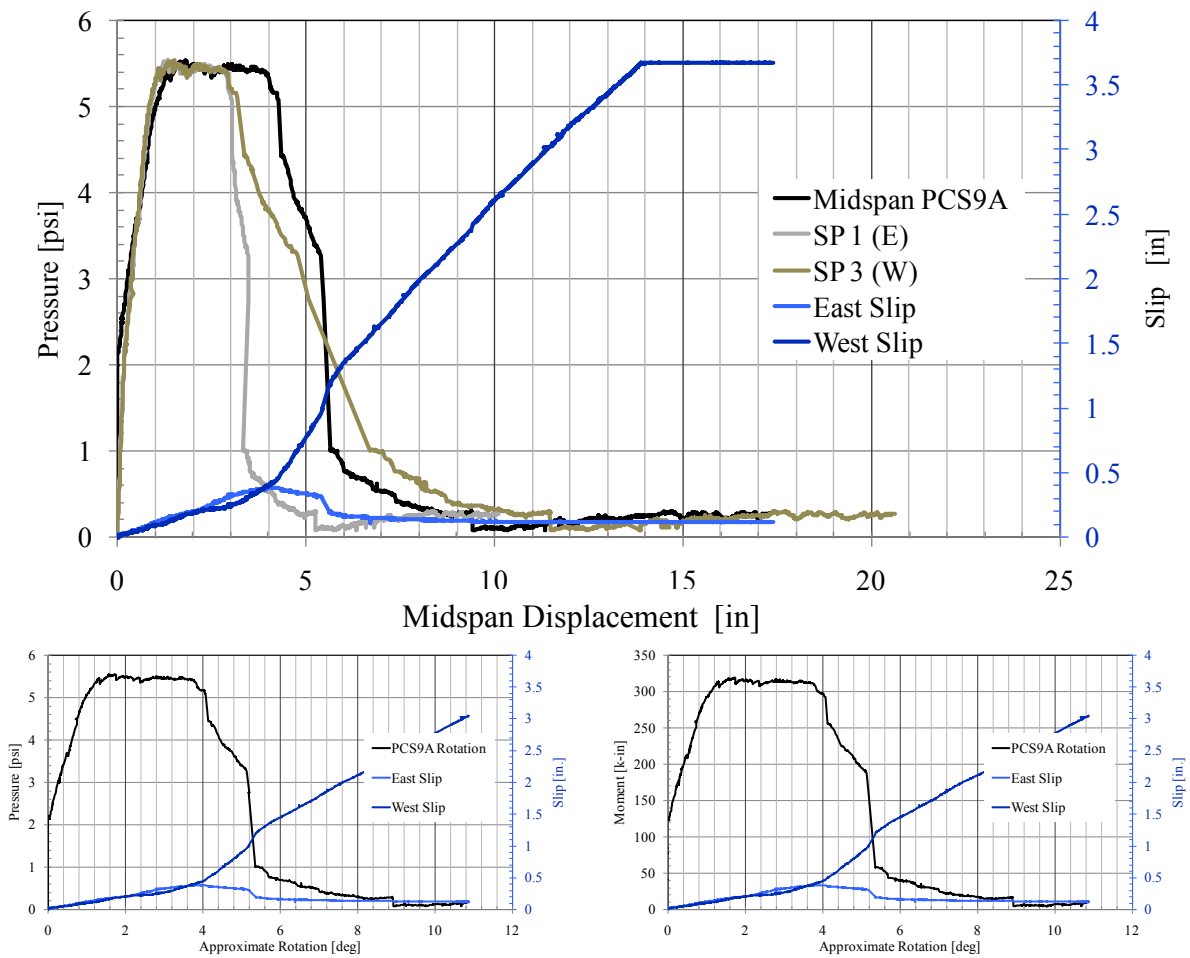 6
5
4
3
2
1
0
Pressure [psi]
4
3.5
3
2.5
2
1.5
1
0.5
0
Slip [in]
Midspan PCS9A
SP 1 (E)
SP 3 (W)
East Slip
West Slip
0 5 10 15 20 25
Midspan Displacement [in]
6
5
4
3
2
1
0
Pressure [psi]
4
3.5
3
2.5
2
1.5
1
0.5
0
Slip [in.]
PCS9A Rotation
East Slip
West Slip
0 2 4 6 8 10 12
Approximate Rotation [deg]
350
300
250
200
150
100
50
0
Moment [k-in]
4
3.5
3
2.5
2
1.5
1
0.5
0
Slip [in.]
PCS9A Rotation
East Slip
West Slip
0 2 4 6 8 10 12
Approximate Rotation [deg]